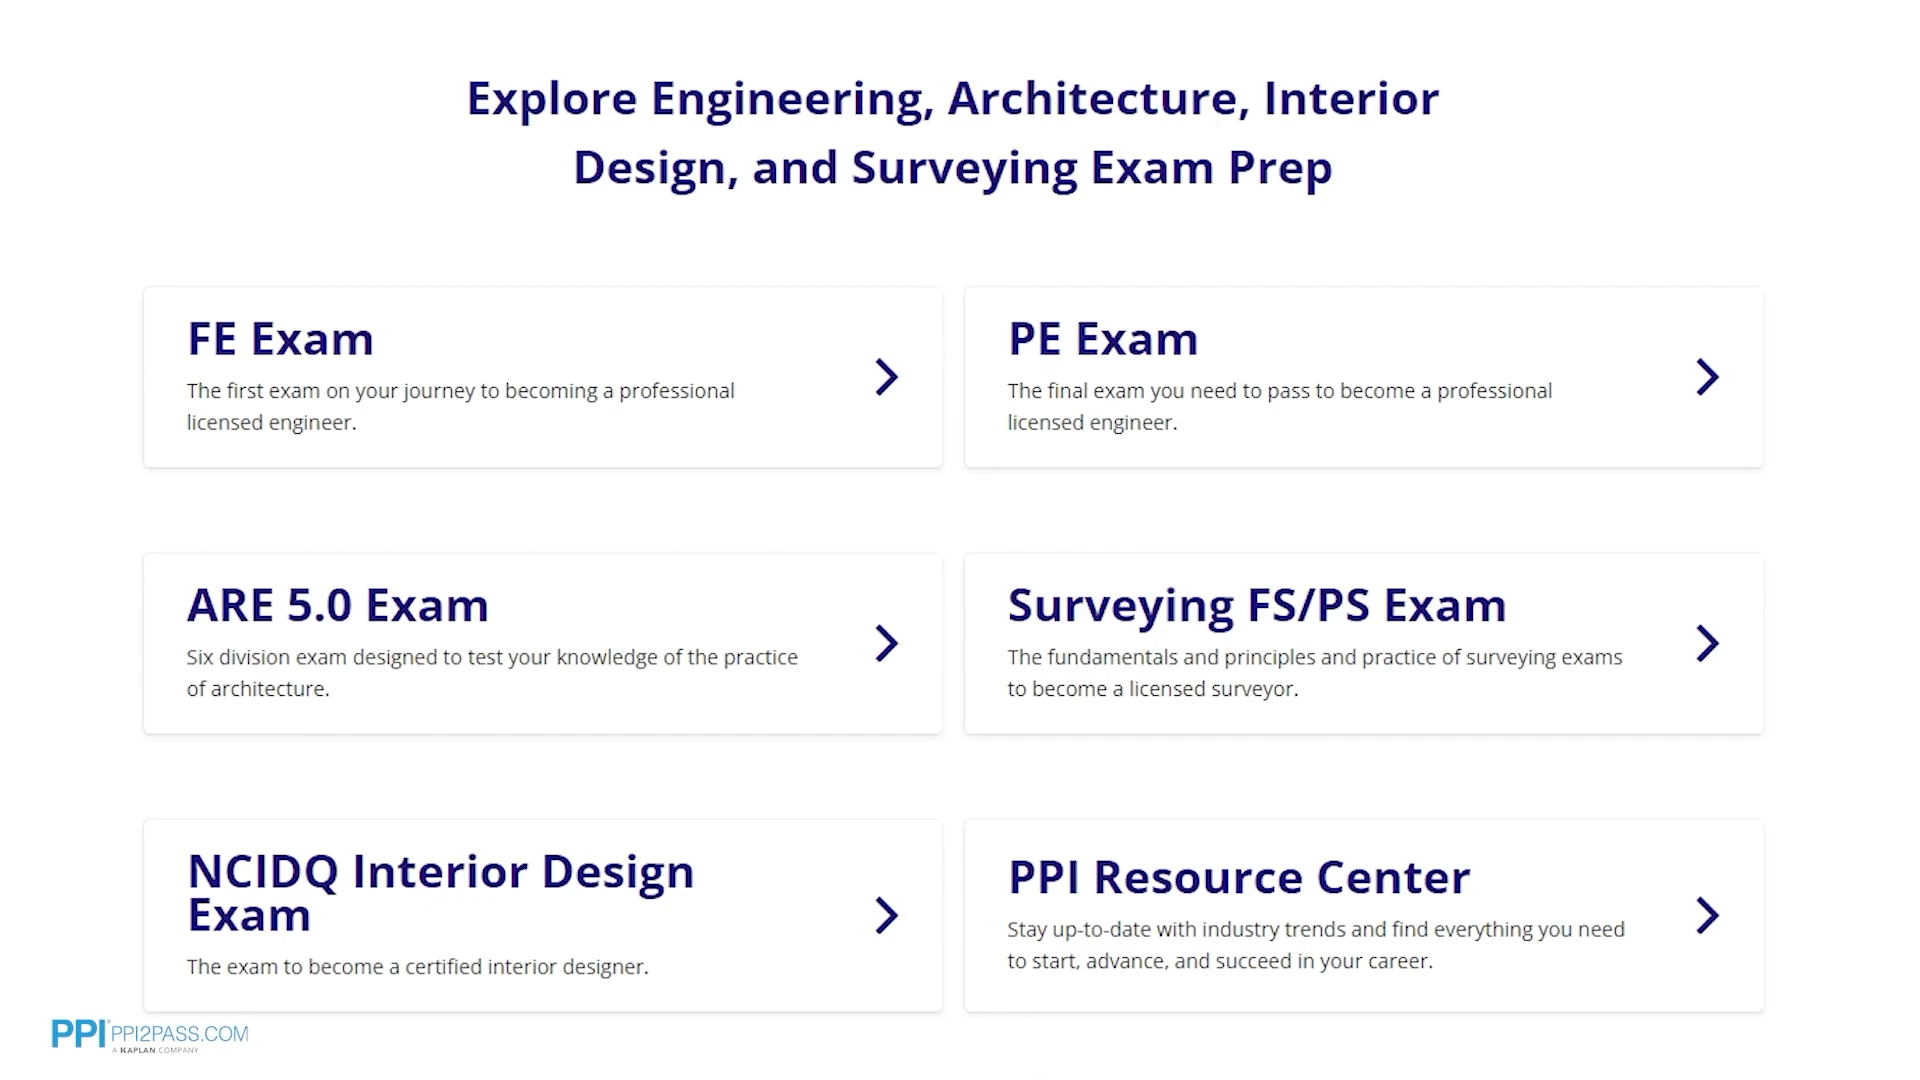 Explore Engineering, Architecture, Interior
Design, and Surveying Exam Prep
FE Exam
The first exam on your journey to becoming a professional
licensed engineer.
PE Exam
The final exam you need to pass to become a professional
licensed engineer.
ARE 5.0 Exam
Six division exam designed to test your knowledge of the practice
of architecture.
Surveying FS/PS Exam
The fundamentals and principles and practice of surveying exams
to become a licensed surveyor.
NCIDQ Interior Design
Exam
The exam to become a certified interior designer.
PPI Resource Center
Stay up-to-date with industry trends and find everything you need
to start, advance, and succeed in your career.
PPI PPI2PASS.COM
A KAPLAN COMPANY